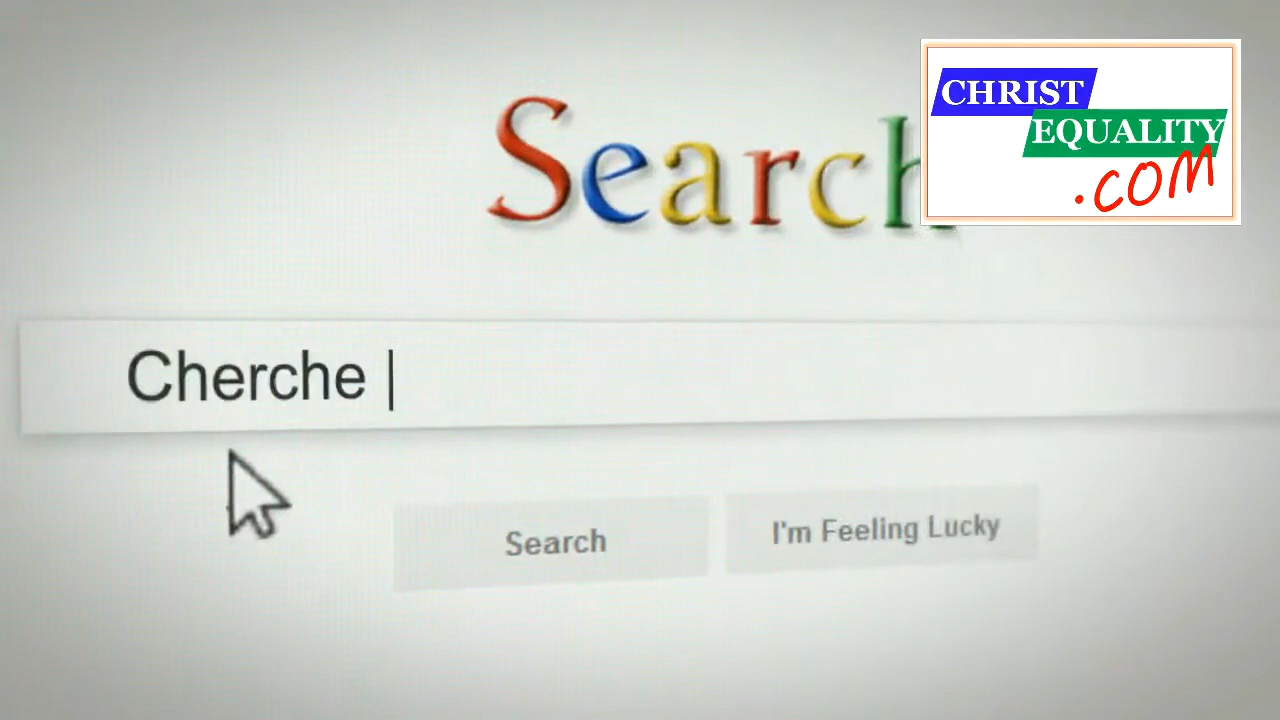 Search
CHRIST
EQUALITY
.COM
Cherche
Search
I'm Feeling Lucky